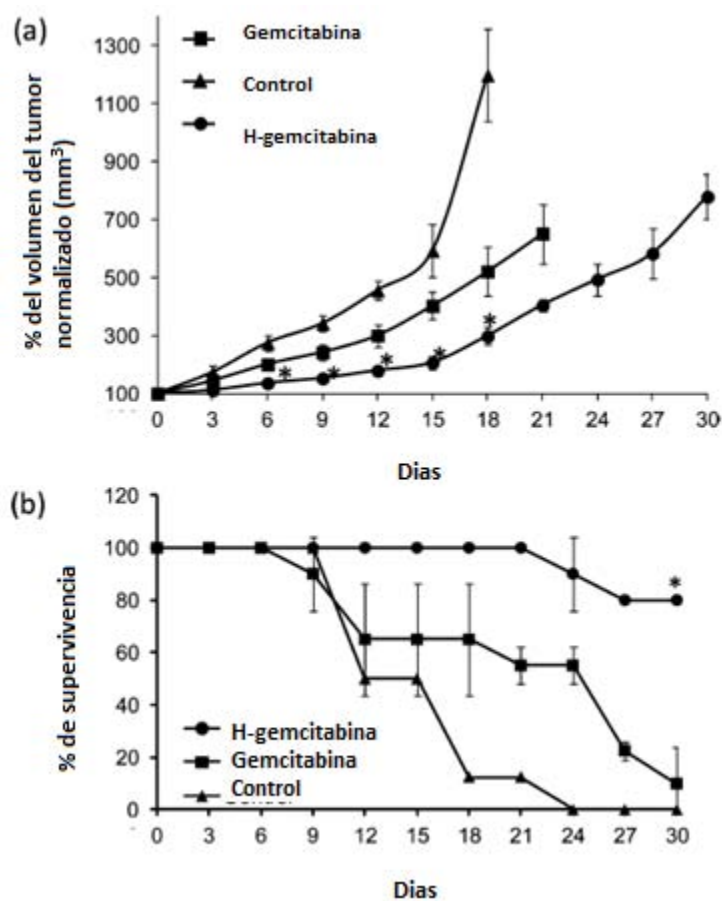 (a)
% del volumen del tumor
normalizado (mm³)
1300
1100
900
700
500
300
100
Gemcitabina
Control
H-gemcitabina
* * * * *
0 3 6 9 12 15 18 21 24 27 30
Dias
(b)
% de supervivencia
120
100
80
60
40
20
0
*
H-gemcitabina
Gemcitabina
Control
0 3 6 9 12 15 18 21 24 27 30
Dias